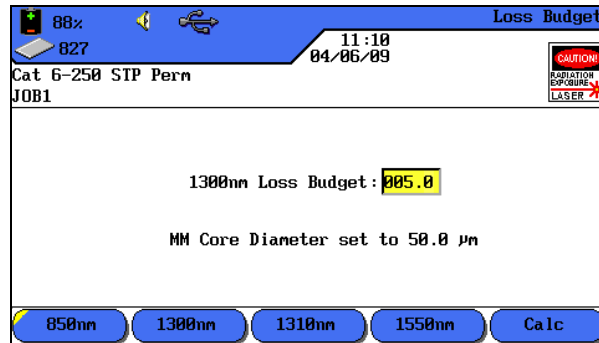 88%
Loss Budget
827
11:10
04/06/09
CAUTION!
RADIATION
EXPOSURE
LASER
Cat 6-250 STP Perm
JOB1
1300nm Loss Budget: 005.0
MM Core Diameter set to 50.0 µm
850nm
1300nm
1310nm
1550nm
Calc